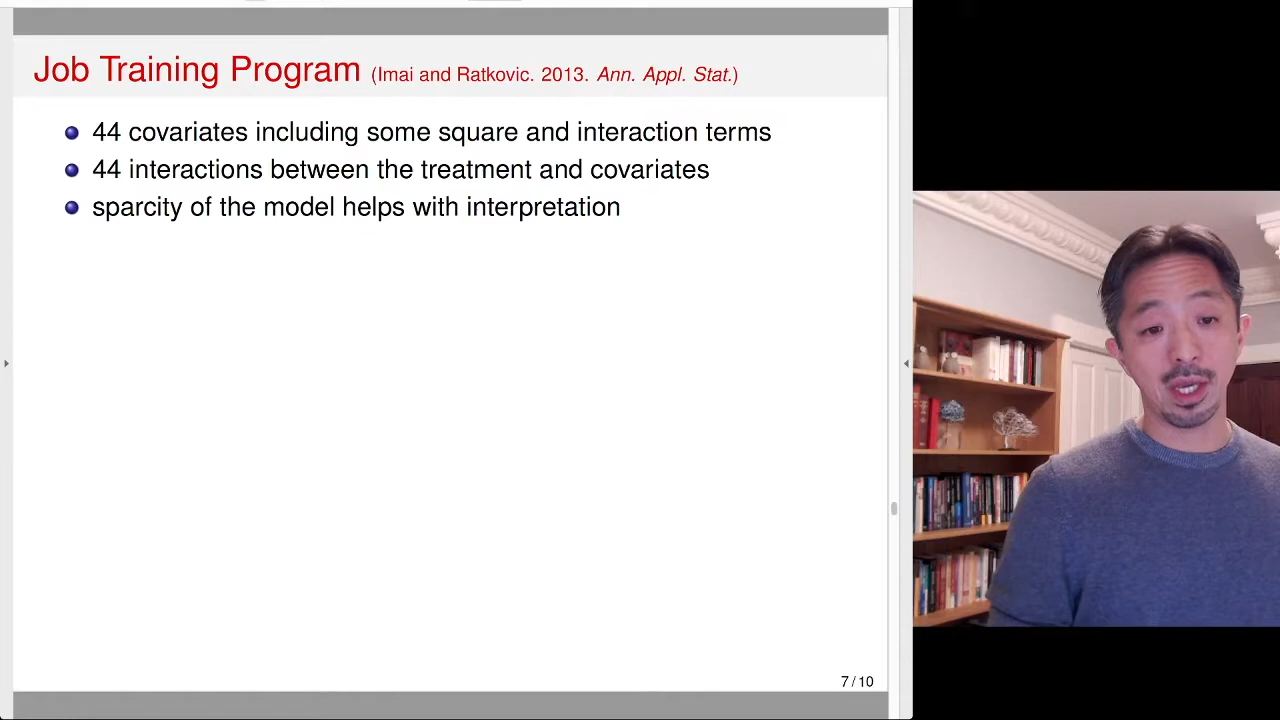 Job Training Program (Imai and Ratkovic. 2013. Ann. Appl. Stat.)
44 covariates including some square and interaction terms
44 interactions between the treatment and covariates
sparcity of the model helps with interpretation
7 / 10